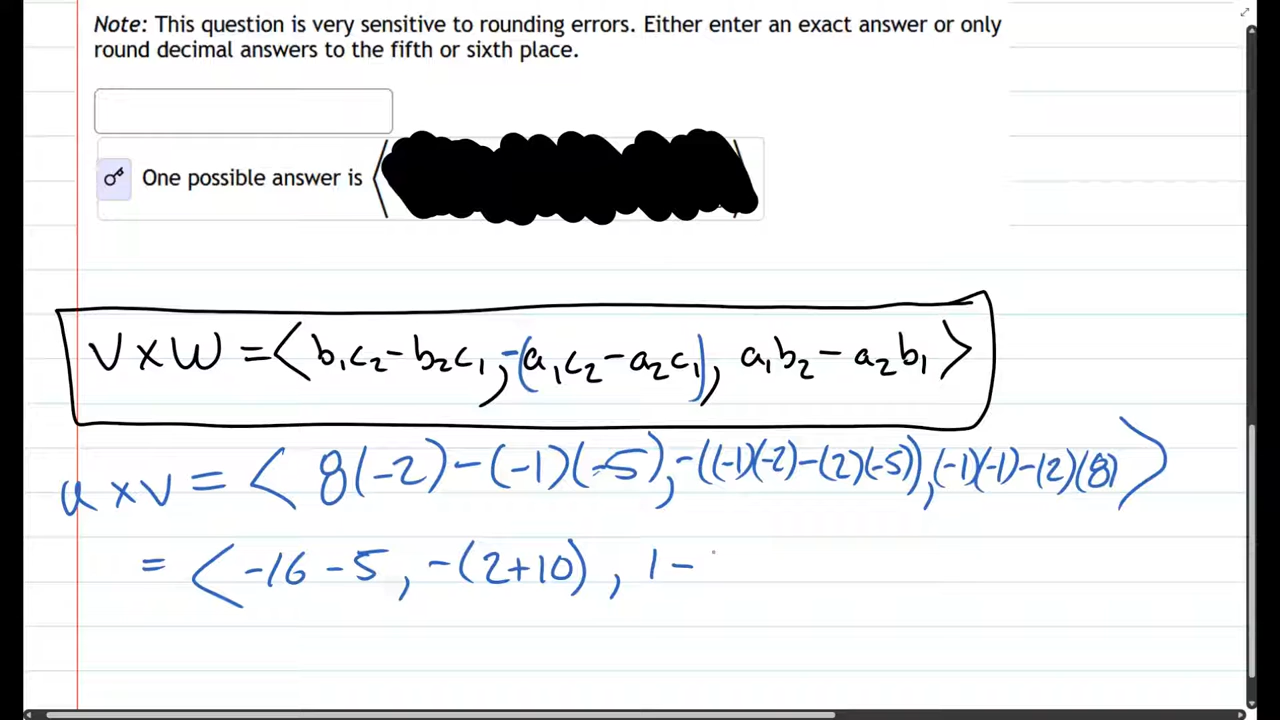 Note: This question is very sensitive to rounding errors. Either enter an exact answer or only
round decimal answers to the fifth or sixth place.
One possible answer is ⟨ ⟩
V×W = ⟨ b₁c₂ - b₂c₁, -(a₁c₂ - a₂c₁), a₁b₂ - a₂b₁ ⟩
u×v = ⟨ 8(-2) - (-1)(-5), -((-1)(-2) - (2)(-5)), (-1)(-1) - (2)(8) ⟩
= ⟨ -16 - 5, -(2+10), 1 -